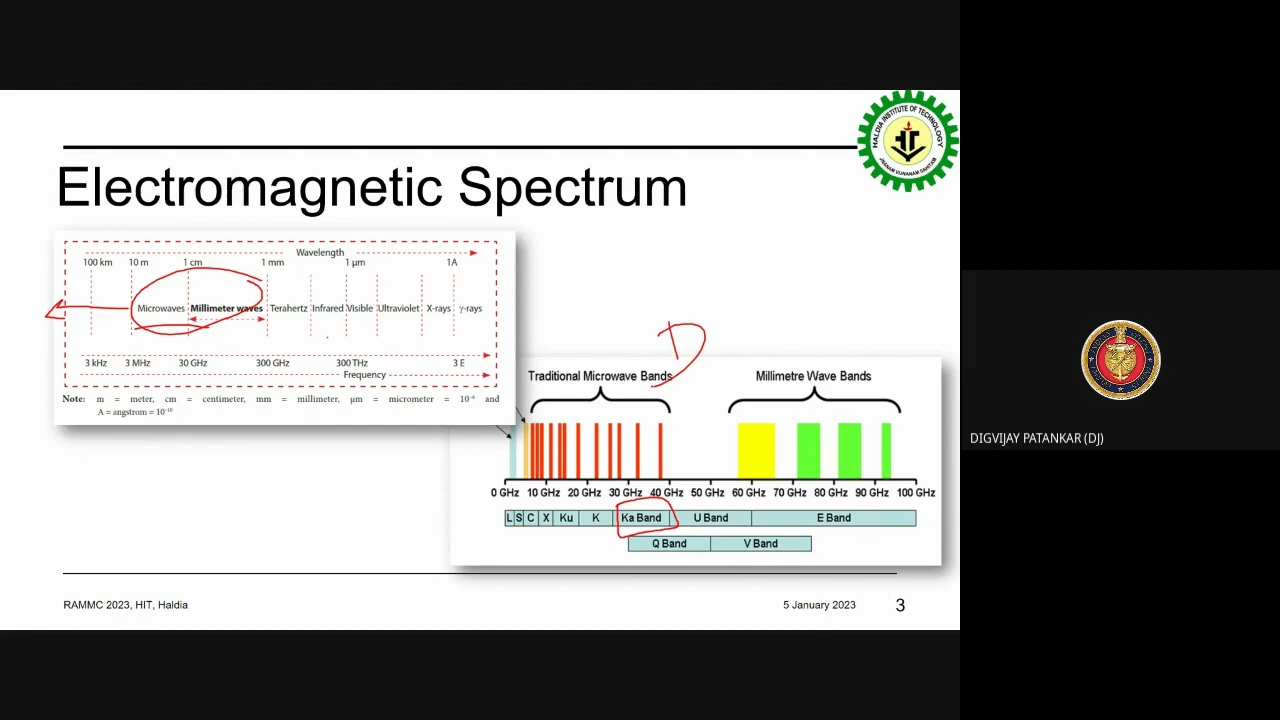 HALDIA INSTITUTE OF TECHNOLOGY
Electromagnetic Spectrum
Wavelength
100 km 10 m 1 cm 1 mm 1 μm 1A
Microwaves Millimeter waves Terahertz Infrared Visible Ultraviolet X-rays γ-rays
3 kHz 3 MHz 30 GHz 300 GHz 300 THz 3 E
Frequency
Note: m = meter, cm = centimeter, mm = millimeter, μm = micrometer = 10⁻⁶ and
A = angstrom = 10⁻¹⁰
D
Traditional Microwave Bands Millimetre Wave Bands
0 GHz 10 GHz 20 GHz 30 GHz 40 GHz 50 GHz 60 GHz 70 GHz 80 GHz 90 GHz 100 GHz
L S C X Ku K Ka Band U Band E Band
Q Band V Band
RAMMC 2023, HIT, Haldia 5 January 2023 3
DIGVIJAY PATANKAR (DJ)